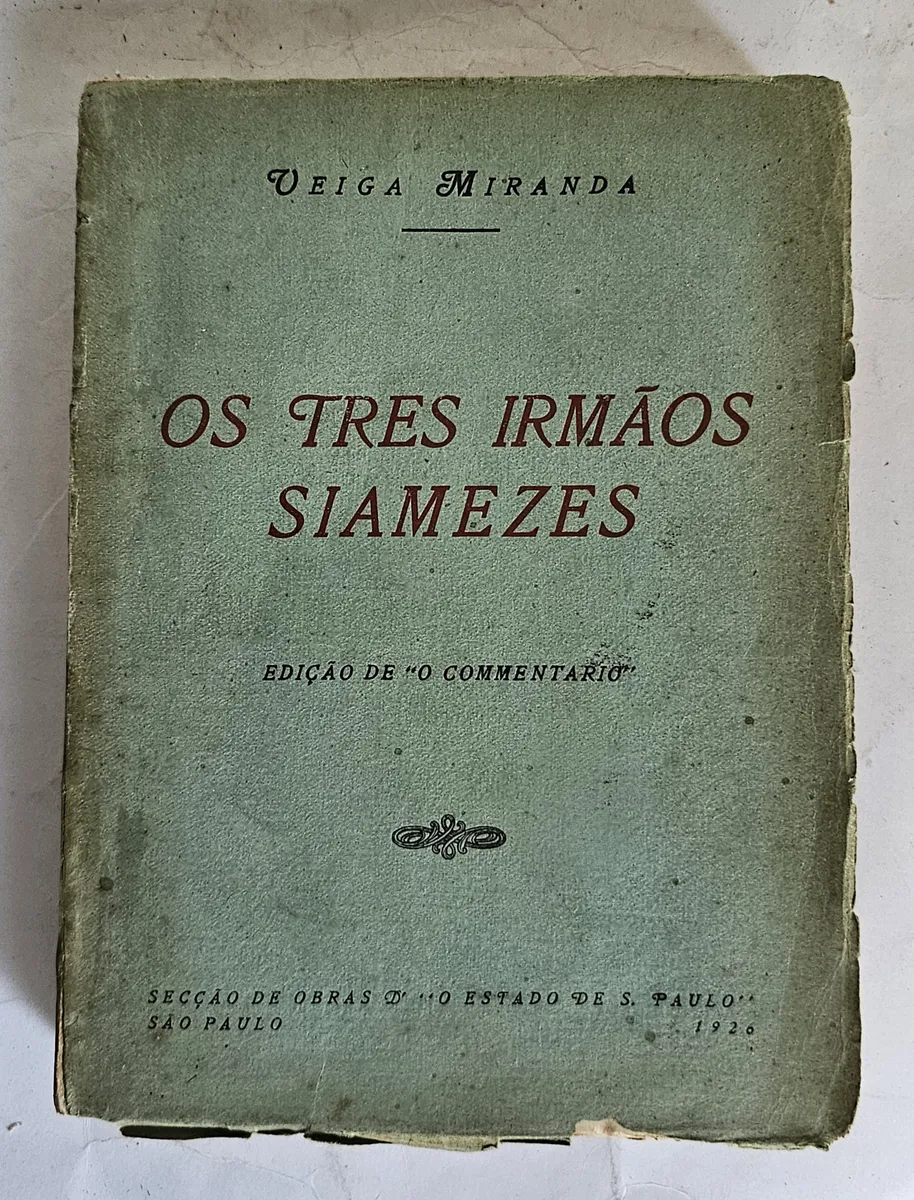 VEIGA MIRANDA
OS TRES IRMÃOS
SIAMEZES
EDIÇÃO DE "O COMMENTARIO"
SECÇÃO DE OBRAS D' "O ESTADO DE S. PAULO"
SÃO PAULO 1926